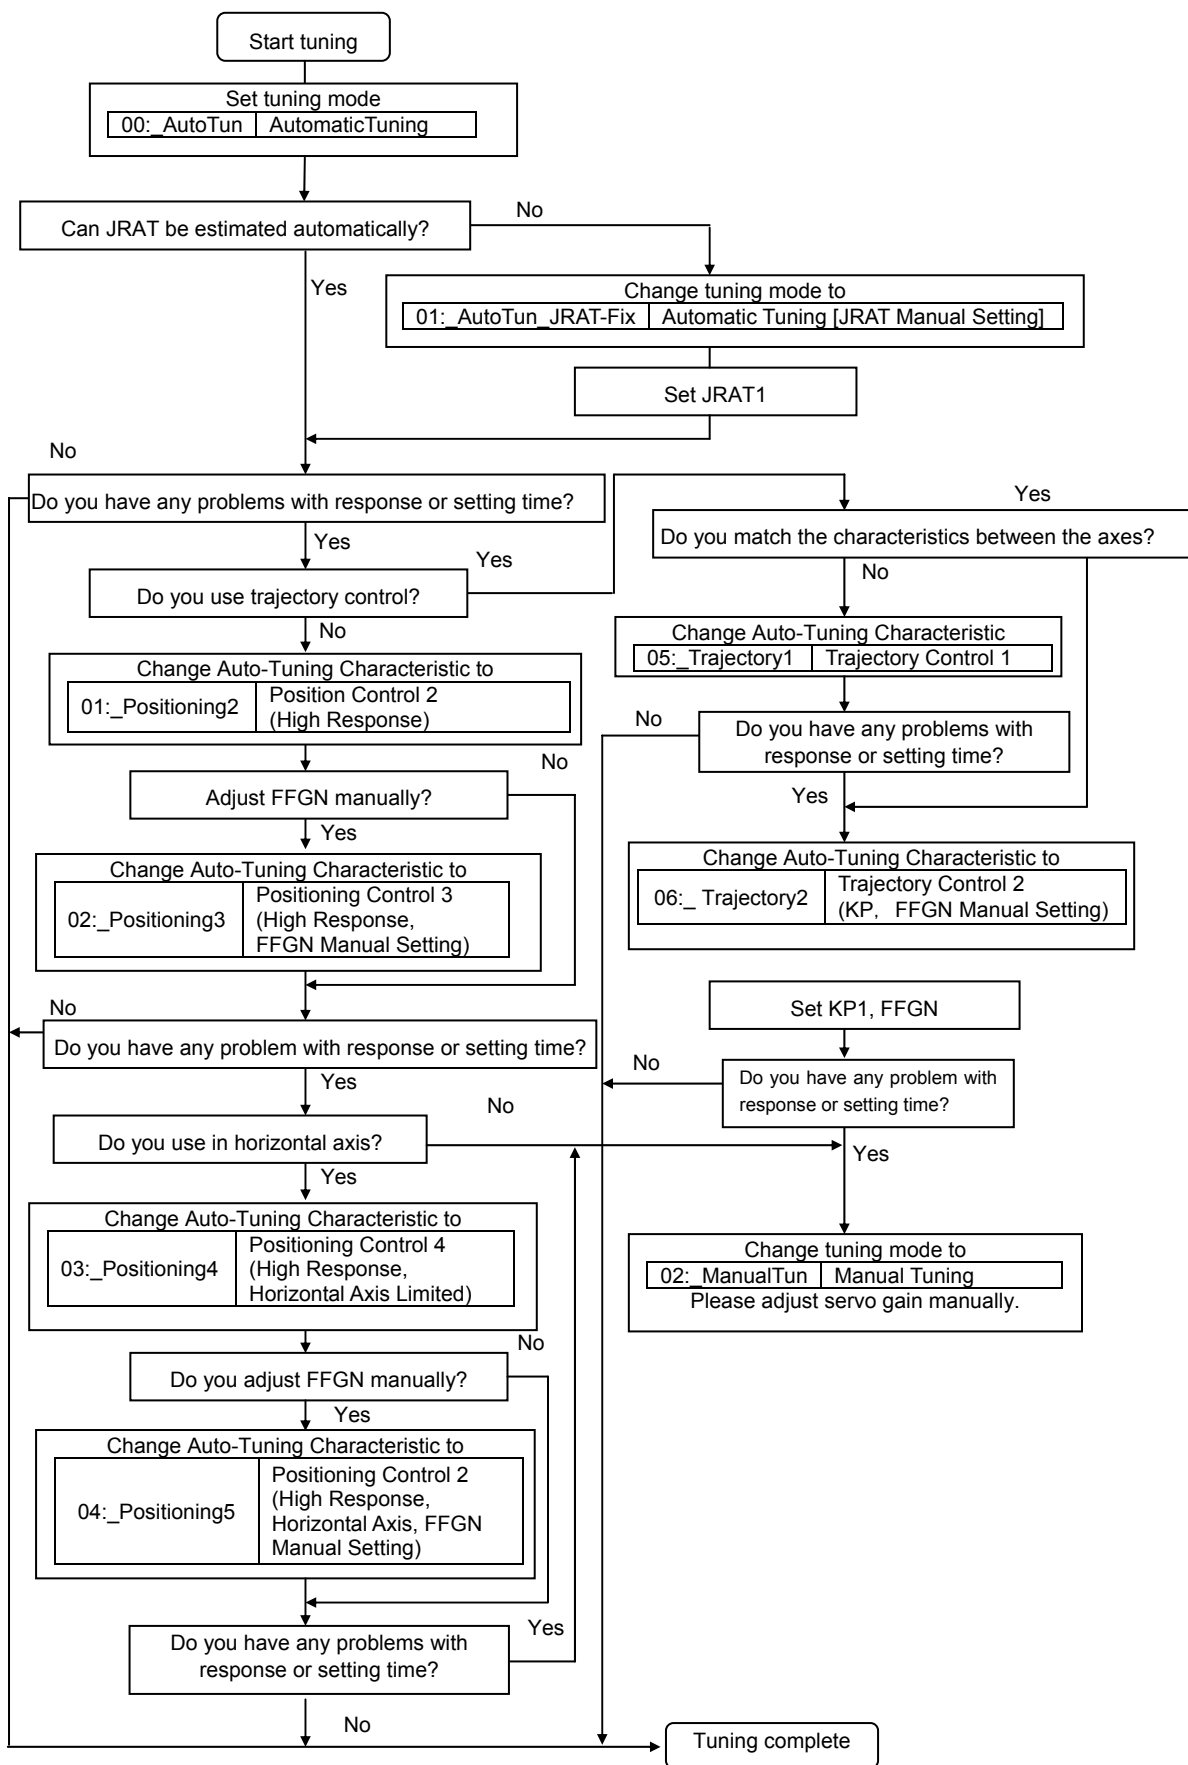 Start tuning
Set tuning mode
00:_AutoTun AutomaticTuning
Can JRAT be estimated automatically?
No
Yes
Change tuning mode to
01:_AutoTun_JRAT-Fix Automatic Tuning [JRAT Manual Setting]
Set JRAT1
No
Do you have any problems with response or setting time?
Yes
Do you match the characteristics between the axes?
Yes
Yes
No
Do you use trajectory control?
No
Change Auto-Tuning Characteristic
05:_Trajectory1 Trajectory Control 1
Change Auto-Tuning Characteristic to
01:_Positioning2
Position Control 2
(High Response)
No
Do you have any problems with
response or setting time?
No
Adjust FFGN manually?
Yes
Yes
Change Auto-Tuning Characteristic to
06:_ Trajectory2
Trajectory Control 2
(KP, FFGN Manual Setting)
Change Auto-Tuning Characteristic to
02:_Positioning3
Positioning Control 3
(High Response,
FFGN Manual Setting)
No
Set KP1, FFGN
Do you have any problem with response or setting time?
No
Do you have any problem with
response or setting time?
Yes
No
Do you use in horizontal axis?
Yes
Yes
Change Auto-Tuning Characteristic to
03:_Positioning4
Positioning Control 4
(High Response,
Horizontal Axis Limited)
Change tuning mode to
02:_ManualTun Manual Tuning
Please adjust servo gain manually.
No
Do you adjust FFGN manually?
Yes
Change Auto-Tuning Characteristic to
04:_Positioning5
Positioning Control 2
(High Response,
Horizontal Axis, FFGN
Manual Setting)
Yes
Do you have any problems with
response or setting time?
No
Tuning complete